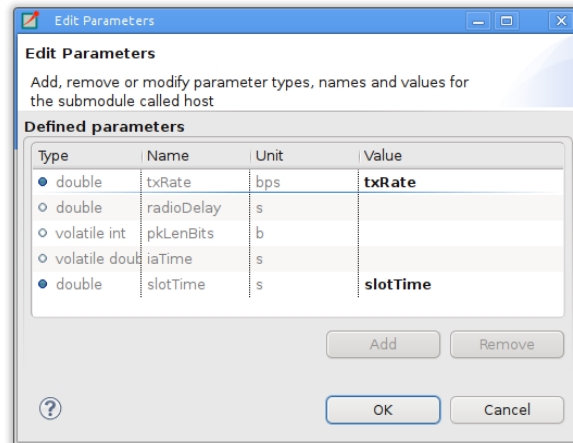 Edit Parameters
Edit Parameters
Add, remove or modify parameter types, names and values for
the submodule called host
Defined parameters
Type Name Unit Value
double txRate bps txRate
double radioDelay s
volatile int pkLenBits b
volatile doub iaTime s
double slotTime s slotTime
Add Remove
? OK Cancel